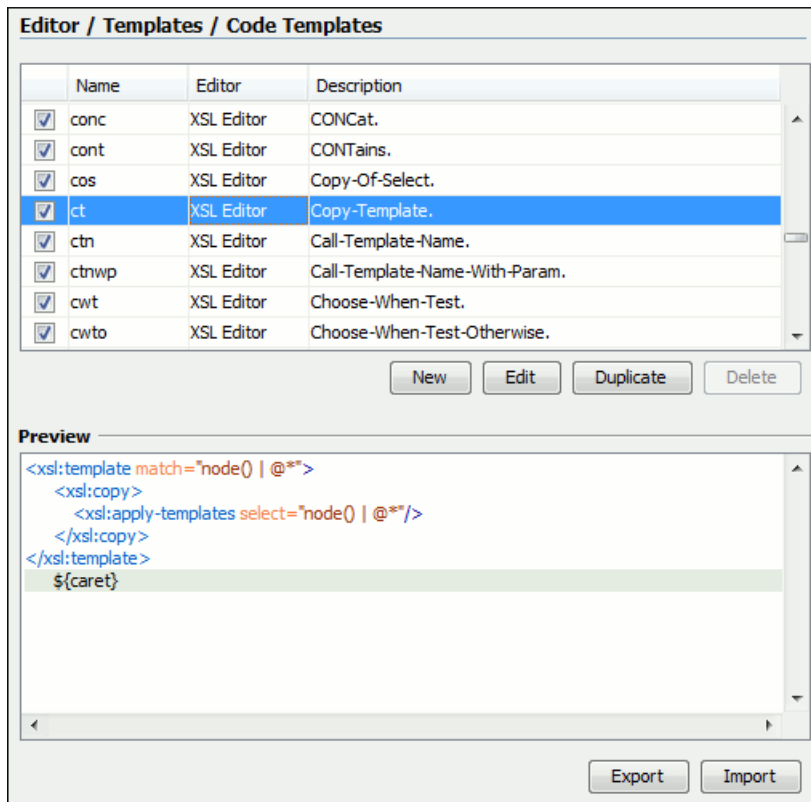 Editor / Templates / Code Templates
Name Editor Description
conc XSL Editor CONCat.
cont XSL Editor CONTains.
cos XSL Editor Copy-Of-Select.
ct XSL Editor Copy-Template.
ctn XSL Editor Call-Template-Name.
ctnwp XSL Editor Call-Template-Name-With-Param.
cwt XSL Editor Choose-When-Test.
cwto XSL Editor Choose-When-Test-Otherwise.
New Edit Duplicate Delete
Preview
<xsl:template match="node() | @*">
<xsl:copy>
<xsl:apply-templates select="node() | @*"/>
</xsl:copy>
</xsl:template>
${caret}
Export Import